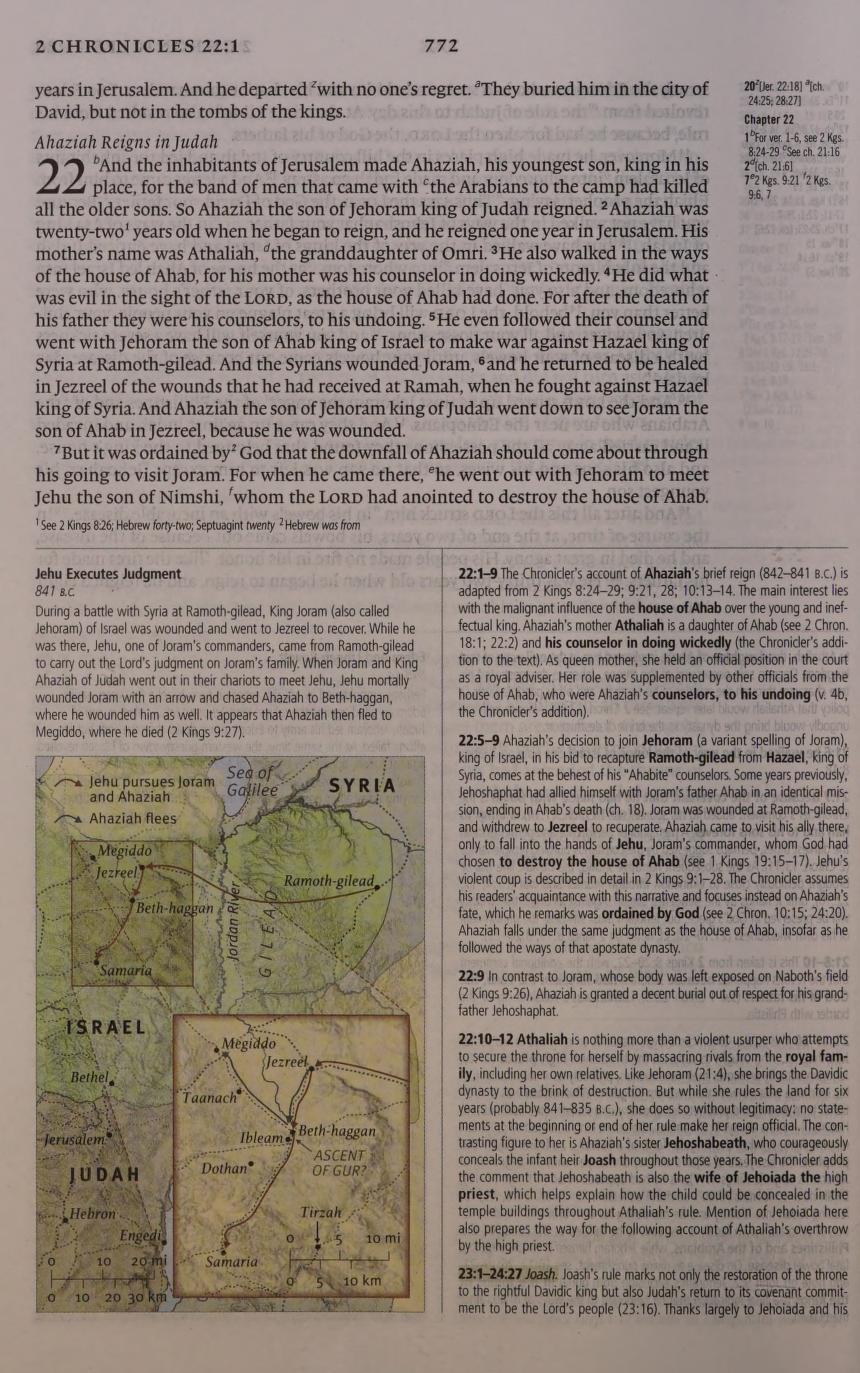 2 CHRONICLES 22:1
772
years in Jerusalem. And he departed zwith no one's regret. aThey buried him in the city of
David, but not in the tombs of the kings.
Ahaziah Reigns in Judah
22 bAnd the inhabitants of Jerusalem made Ahaziah, his youngest son, king in his
place, for the band of men that came with cthe Arabians to the camp had killed
all the older sons. So Ahaziah the son of Jehoram king of Judah reigned. 2Ahaziah was
twenty-two1 years old when he began to reign, and he reigned one year in Jerusalem. His
mother's name was Athaliah, dthe granddaughter of Omri. 3He also walked in the ways
of the house of Ahab, for his mother was his counselor in doing wickedly. 4He did what
was evil in the sight of the LORD, as the house of Ahab had done. For after the death of
his father they were his counselors, to his undoing. 5He even followed their counsel and
went with Jehoram the son of Ahab king of Israel to make war against Hazael king of
Syria at Ramoth-gilead. And the Syrians wounded Joram, 6and he returned to be healed
in Jezreel of the wounds that he had received at Ramah, when he fought against Hazael
king of Syria. And Ahaziah the son of Jehoram king of Judah went down to see Joram the
son of Ahab in Jezreel, because he was wounded.
7But it was ordained by2 God that the downfall of Ahaziah should come about through
his going to visit Joram. For when he came there, ehe went out with Jehoram to meet
Jehu the son of Nimshi, fwhom the LORD had anointed to destroy the house of Ahab.
1 See 2 Kings 8:26; Hebrew forty-two; Septuagint twenty 2 Hebrew was from
20z[Jer. 22:18] a[ch.
24:25; 28:27]
Chapter 22
1bFor ver. 1-6, see 2 Kgs.
8:24-29 cSee ch. 21:16
2d[ch. 21:6]
7e2 Kgs. 9:21 f2 Kgs.
9:6, 7
Jehu Executes Judgment
841 B.C.
During a battle with Syria at Ramoth-gilead, King Joram (also called
Jehoram) of Israel was wounded and went to Jezreel to recover. While he
was there, Jehu, one of Joram's commanders, came from Ramoth-gilead
to carry out the Lord's judgment on Joram's family. When Joram and King
Ahaziah of Judah went out in their chariots to meet Jehu, Jehu mortally
wounded Joram with an arrow and chased Ahaziah to Beth-haggan,
where he wounded him as well. It appears that Ahaziah then fled to
Megiddo, where he died (2 Kings 9:27).
Jehu pursues Joram
and Ahaziah
Ahaziah flees
Sea of
Galilee
SYRIA
Megiddo
Jezreel
Ramoth-gilead
Beth-haggan
Jordan River
GILEAD
Samaria
ISRAEL
Bethel
Jerusalem
JUDAH
Hebron
Engedi
0 10 20 mi
0 10 20 30 km
Megiddo
Jezreel
Taanach
Ibleam
Beth-haggan
Dothan
ASCENT
OF GUR?
Tirzah
Samaria
0 5 10 mi
0 5 10 km
22:1–9 The Chronicler's account of Ahaziah's brief reign (842–841 B.C.) is
adapted from 2 Kings 8:24–29; 9:21, 28; 10:13–14. The main interest lies
with the malignant influence of the house of Ahab over the young and inef-
fectual king. Ahaziah's mother Athaliah is a daughter of Ahab (see 2 Chron.
18:1; 22:2) and his counselor in doing wickedly (the Chronicler's addi-
tion to the text). As queen mother, she held an official position in the court
as a royal adviser. Her role was supplemented by other officials from the
house of Ahab, who were Ahaziah's counselors, to his undoing (v. 4b,
the Chronicler's addition).
22:5–9 Ahaziah's decision to join Jehoram (a variant spelling of Joram),
king of Israel, in his bid to recapture Ramoth-gilead from Hazael, king of
Syria, comes at the behest of his "Ahabite" counselors. Some years previously,
Jehoshaphat had allied himself with Joram's father Ahab in an identical mis-
sion, ending in Ahab's death (ch. 18). Joram was wounded at Ramoth-gilead,
and withdrew to Jezreel to recuperate. Ahaziah came to visit his ally there,
only to fall into the hands of Jehu, Joram's commander, whom God had
chosen to destroy the house of Ahab (see 1 Kings 19:15–17). Jehu's
violent coup is described in detail in 2 Kings 9:1–28. The Chronicler assumes
his readers' acquaintance with this narrative and focuses instead on Ahaziah's
fate, which he remarks was ordained by God (see 2 Chron. 10:15; 24:20).
Ahaziah falls under the same judgment as the house of Ahab, insofar as he
followed the ways of that apostate dynasty.
22:9 In contrast to Joram, whose body was left exposed on Naboth's field
(2 Kings 9:26), Ahaziah is granted a decent burial out of respect for his grand-
father Jehoshaphat.
22:10–12 Athaliah is nothing more than a violent usurper who attempts
to secure the throne for herself by massacring rivals from the royal fam-
ily, including her own relatives. Like Jehoram (21:4), she brings the Davidic
dynasty to the brink of destruction. But while she rules the land for six
years (probably 841–835 B.C.), she does so without legitimacy; no state-
ments at the beginning or end of her rule make her reign official. The con-
trasting figure to her is Ahaziah's sister Jehoshabeath, who courageously
conceals the infant heir Joash throughout those years. The Chronicler adds
the comment that Jehoshabeath is also the wife of Jehoiada the high
priest, which helps explain how the child could be concealed in the
temple buildings throughout Athaliah's rule. Mention of Jehoiada here
also prepares the way for the following account of Athaliah's overthrow
by the high priest.
23:1–24:27 Joash. Joash's rule marks not only the restoration of the throne
to the rightful Davidic king but also Judah's return to its covenant commit-
ment to be the Lord's people (23:16). Thanks largely to Jehoiada and his